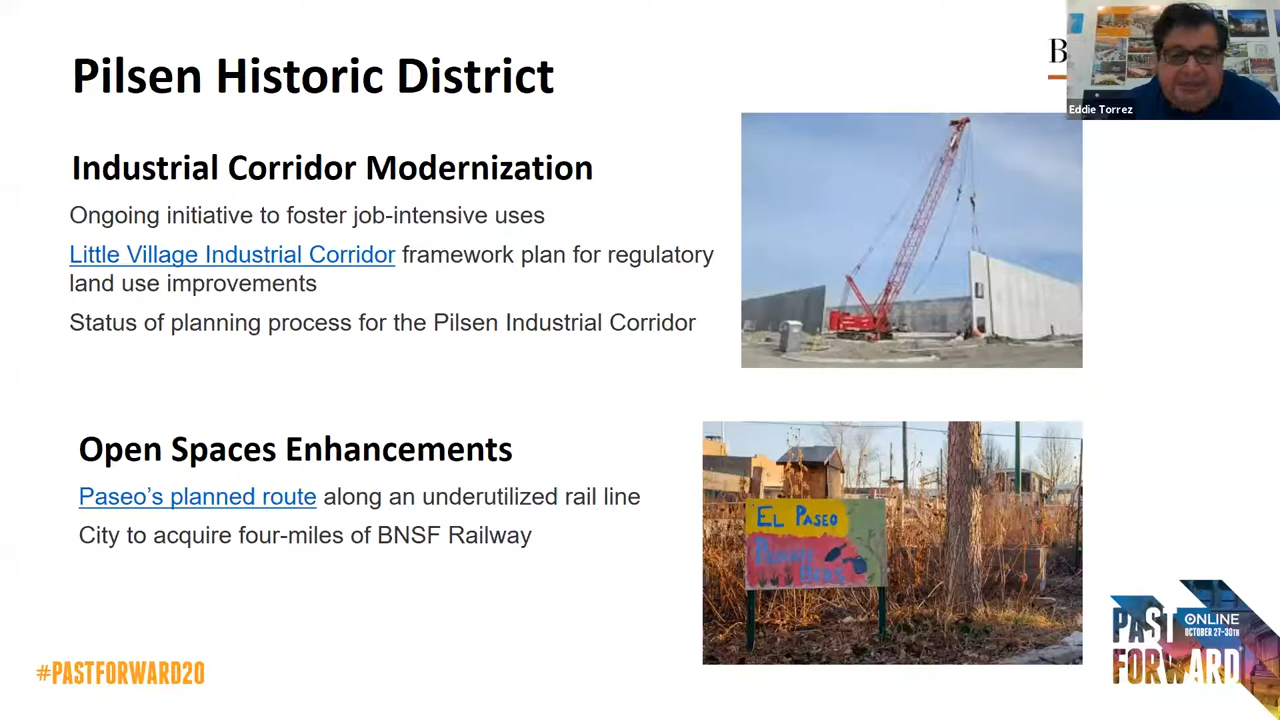 Pilsen Historic District
B
Eddie Torrez
Industrial Corridor Modernization
Ongoing initiative to foster job-intensive uses
Little Village Industrial Corridor framework plan for regulatory
land use improvements
Status of planning process for the Pilsen Industrial Corridor
Open Spaces Enhancements
Paseo’s planned route along an underutilized rail line
City to acquire four-miles of BNSF Railway
EL PASEO
PRIVATE
BEDS
#PASTFORWARD20
PAST
FORWARD
ONLINE
OCTOBER 27-30TH